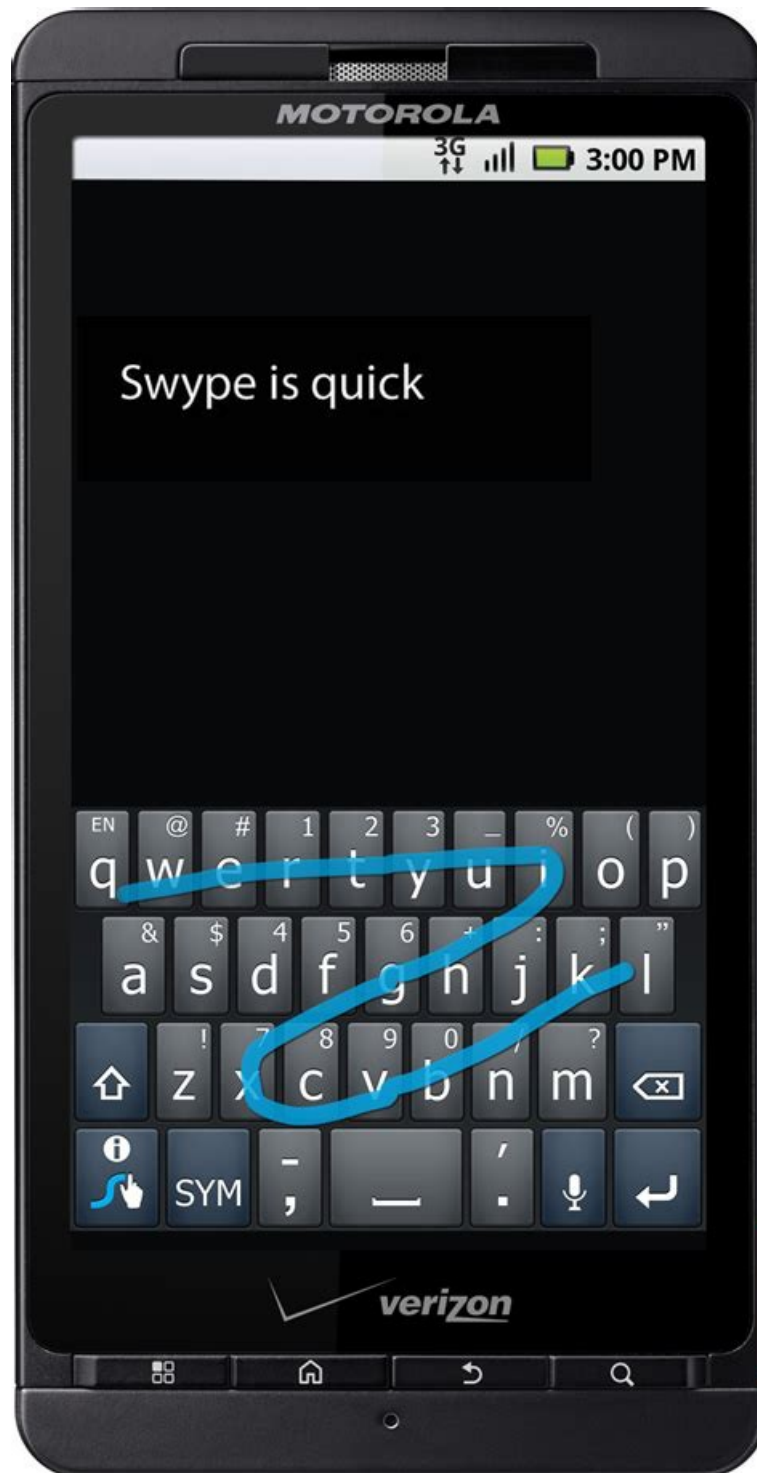 MOTOROLA
3G 3:00 PM
Swype is quick
EN @ # 1 2 3 _ % ( )
q w e r t y u i o p
& $ 4 5 6 + : ; "
a s d f g h j k l
! 7 8 9 0 / ?
z x c v b n m
i SYM - , _ ' .
verizon